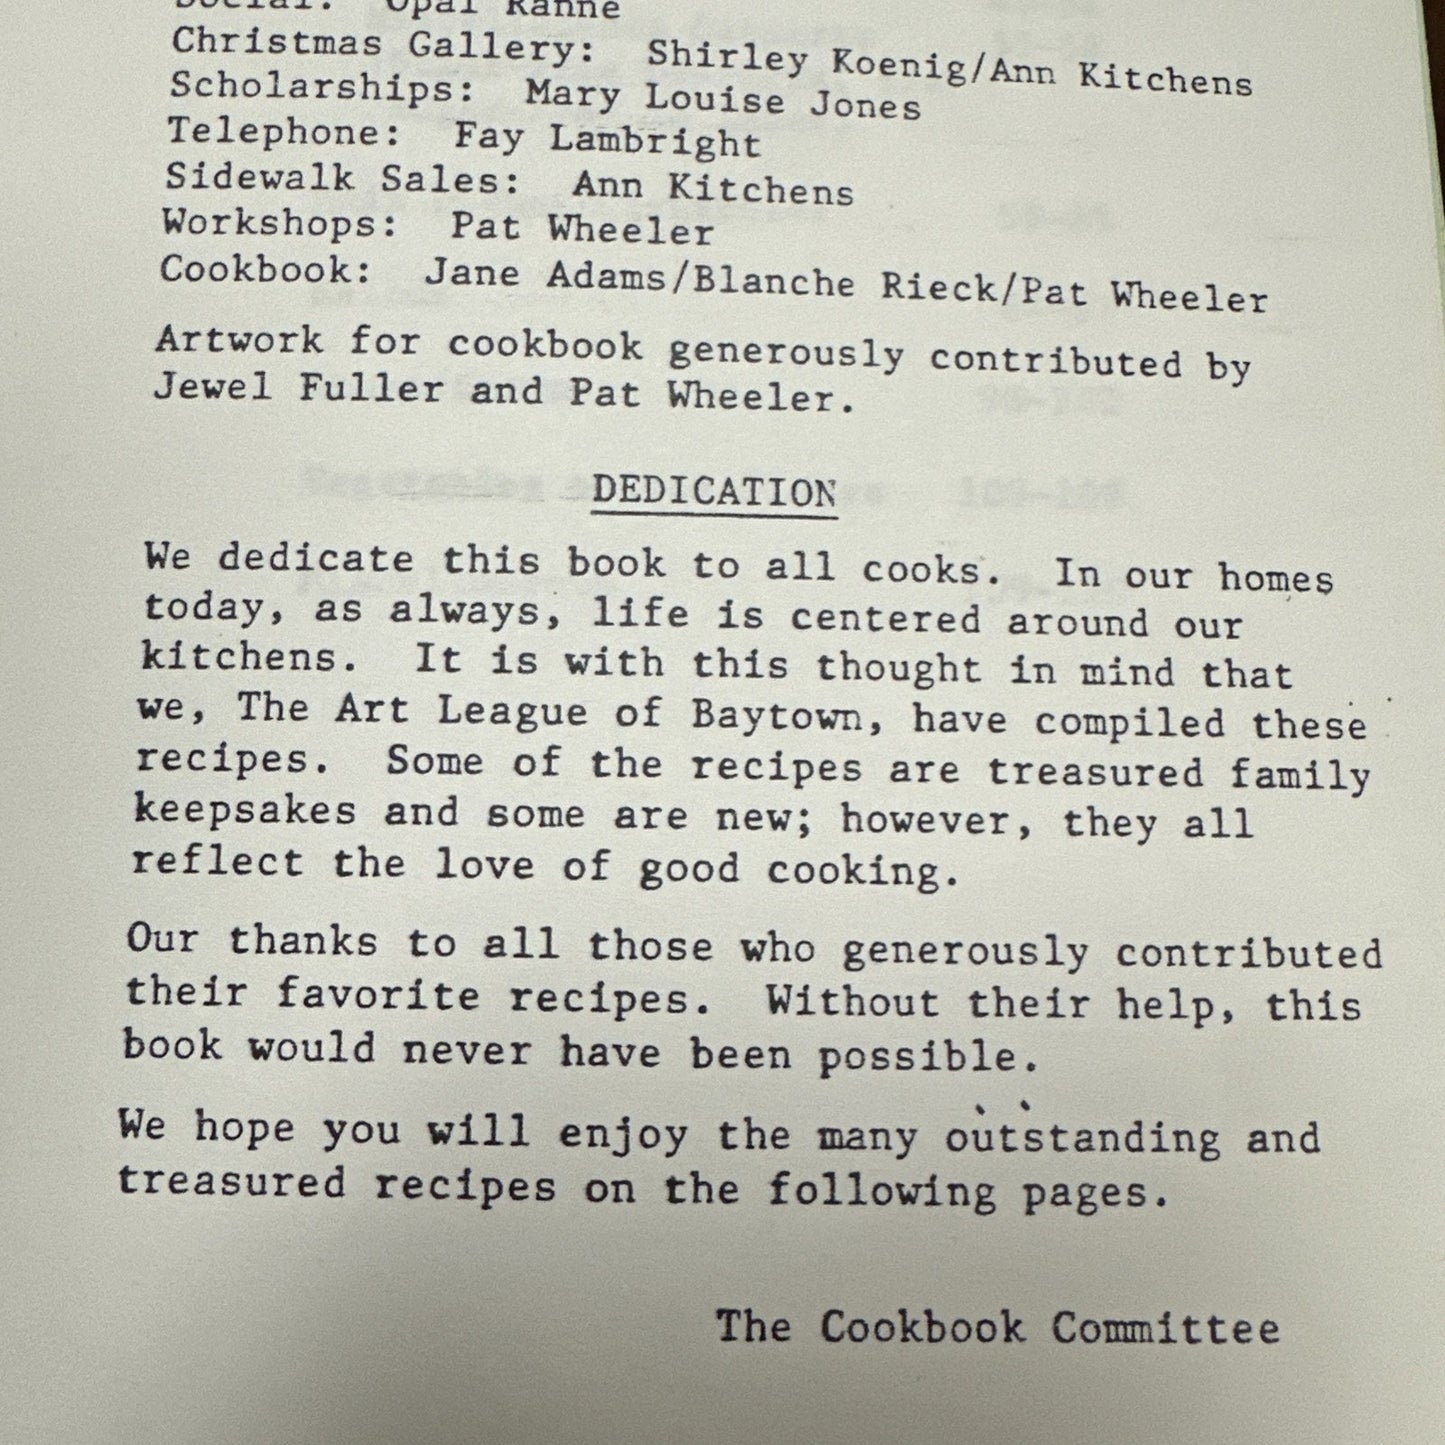 Social: Opal Ranne
Christmas Gallery: Shirley Koenig/Ann Kitchens
Scholarships: Mary Louise Jones
Telephone: Fay Lambright
Sidewalk Sales: Ann Kitchens
Workshops: Pat Wheeler
Cookbook: Jane Adams/Blanche Rieck/Pat Wheeler
Artwork for cookbook generously contributed by
Jewel Fuller and Pat Wheeler.
DEDICATION
We dedicate this book to all cooks. In our homes
today, as always, life is centered around our
kitchens. It is with this thought in mind that
we, The Art League of Baytown, have compiled these
recipes. Some of the recipes are treasured family
keepsakes and some are new; however, they all
reflect the love of good cooking.
Our thanks to all those who generously contributed
their favorite recipes. Without their help, this
book would never have been possible.
We hope you will enjoy the many outstanding and
treasured recipes on the following pages.
The Cookbook Committee